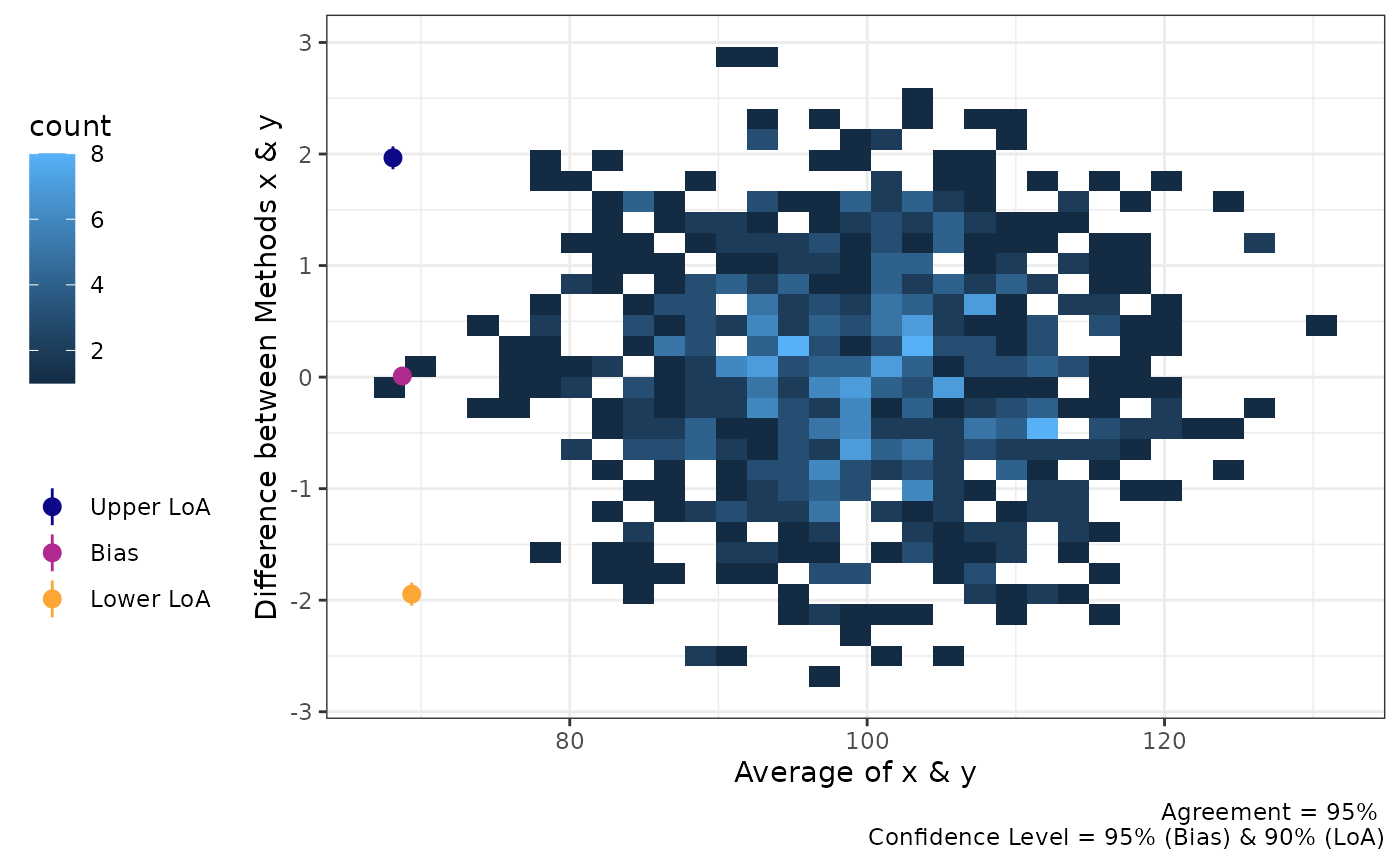 count
8
6
4
2
Upper LoA
Bias
Lower LoA
Difference between Methods x & y
3
2
1
0
-1
-2
-3
80 100 120
Average of x & y
Agreement = 95%
Confidence Level = 95% (Bias) & 90% (LoA)